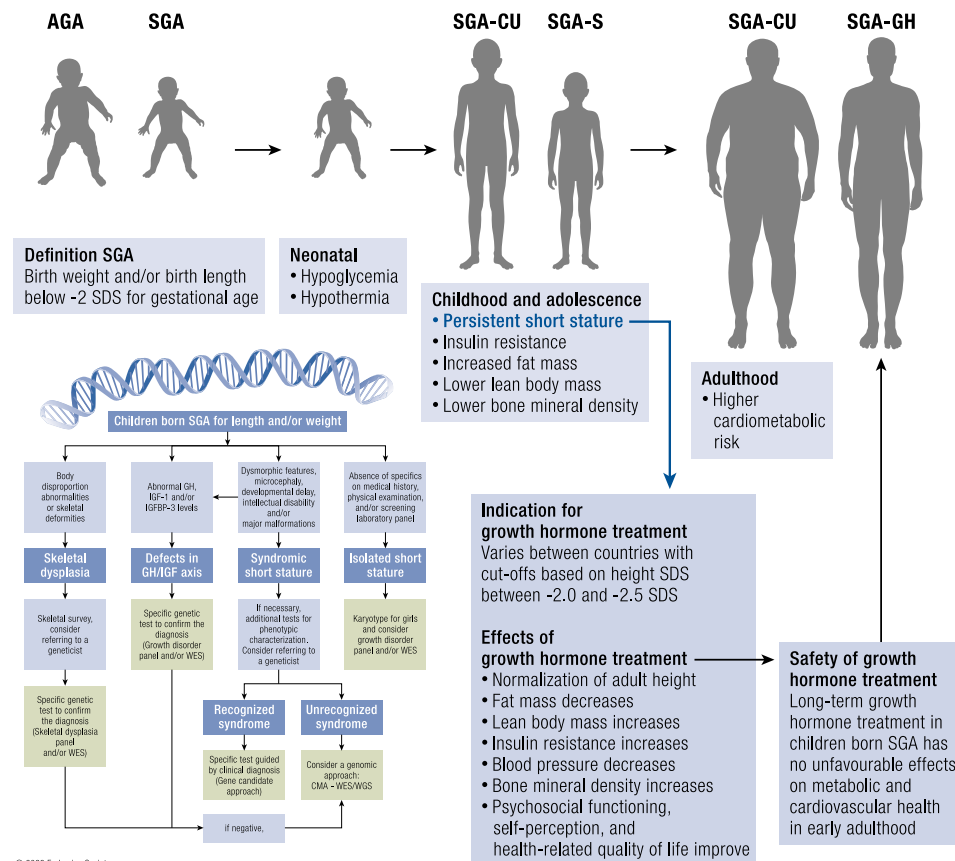 AGA
SGA
SGA-CU
SGA-S
SGA-CU
SGA-GH
Definition SGA
Birth weight and/or birth length
below -2 SDS for gestational age
Neonatal
• Hypoglycemia
• Hypothermia
Childhood and adolescence
• Persistent short stature
• Insulin resistance
• Increased fat mass
• Lower lean body mass
• Lower bone mineral density
Adulthood
• Higher
cardiometabolic
risk
Children born SGA for length and/or weight
Body
disproportion
abnormalities
or skeletal
deformities
Abnormal GH,
IGF-1 and/or
IGFBP-3 levels
Dysmorphic features,
microcephaly,
developmental delay,
intellectual disability
and/or
major malformations
Absence of specifics
on medical history,
physical examination,
and/or screening
laboratory panel
Skeletal
dysplasia
Defects in
GH/IGF axis
Syndromic
short stature
Isolated short
stature
Skeletal survey,
consider
referring to a
geneticist
Specific genetic
test to confirm
the diagnosis
(Growth disorder
panel and/or WES)
If necessary,
additional tests for
phenotypic
characterization.
Consider referring to
a geneticist
Karyotype for girls
and consider
growth disorder
panel and/or WES
Specific genetic
test to confirm
the diagnosis
(Skeletal dysplasia
panel
and/or WES)
Recognized
syndrome
Unrecognized
syndrome
Specific test guided
by clinical diagnosis
(Gene candidate
approach)
Consider a genomic
approach:
CMA - WES/WGS
if negative,
Indication for
growth hormone treatment
Varies between countries with
cut-offs based on height SDS
between -2.0 and -2.5 SDS
Effects of
growth hormone treatment
• Normalization of adult height
• Fat mass decreases
• Lean body mass increases
• Insulin resistance increases
• Blood pressure decreases
• Bone mineral density increases
• Psychosocial functioning,
self-perception, and
health-related quality of life improve
Safety of growth
hormone treatment
Long-term growth
hormone treatment in
children born SGA has
no unfavourable effects
on metabolic and
cardiovascular health
in early adulthood